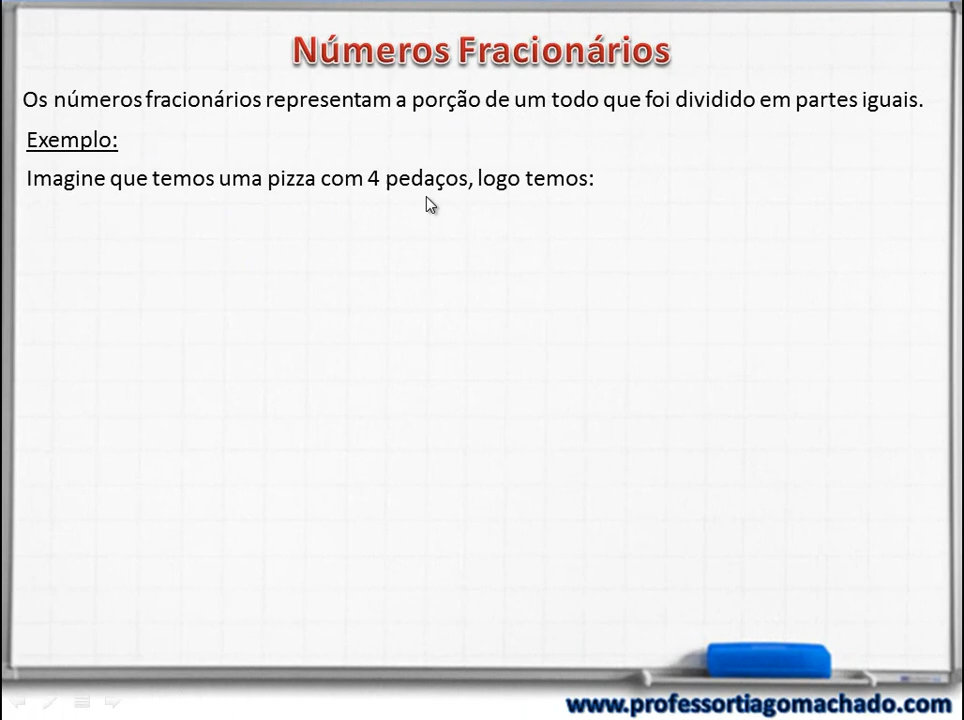 Números Fracionários
Os números fracionários representam a porção de um todo que foi dividido em partes iguais.
Exemplo:
Imagine que temos uma pizza com 4 pedaços, logo temos:
www.professortiagomachado.com